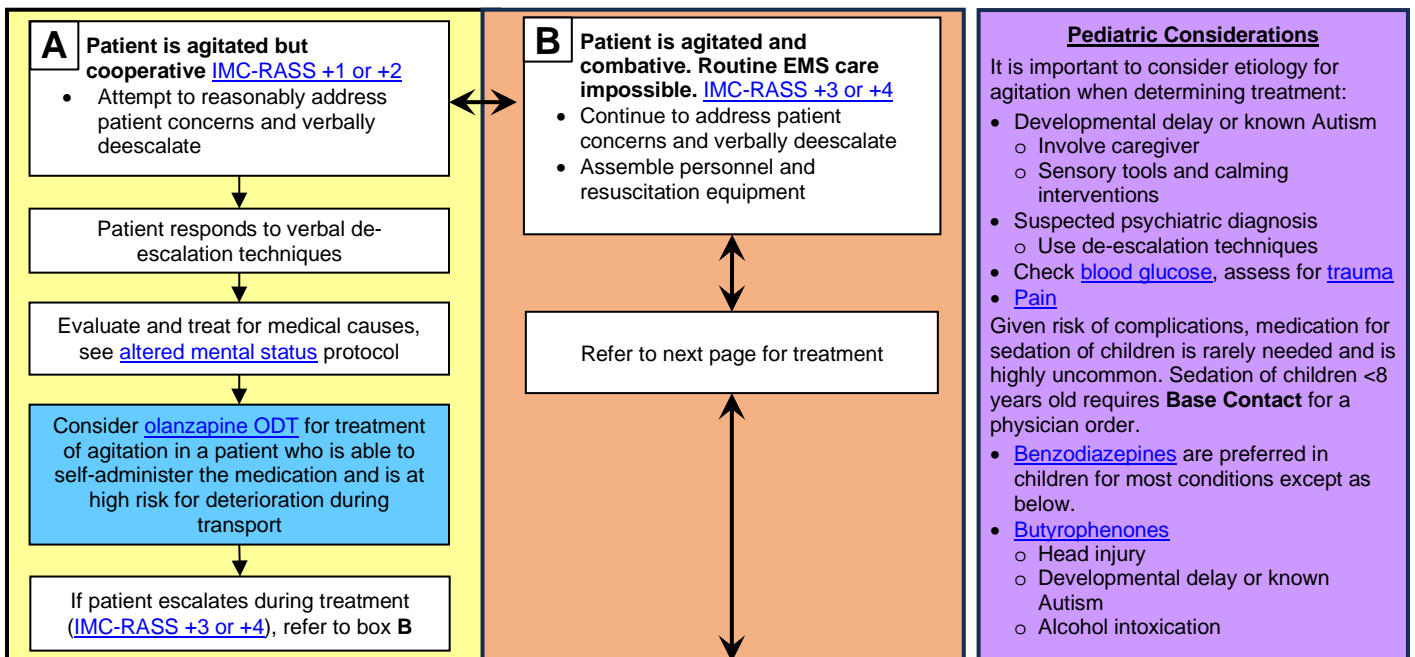 A
Patient is agitated but
cooperative IMC-RASS +1 or +2
• Attempt to reasonably address
patient concerns and verbally
deescalate
Patient responds to verbal de-
escalation techniques
Evaluate and treat for medical causes,
see altered mental status protocol
Consider olanzapine ODT for treatment
of agitation in a patient who is able to
self-administer the medication and is at
high risk for deterioration during
transport
If patient escalates during treatment
(IMC-RASS +3 or +4), refer to box B
B
Patient is agitated and
combative. Routine EMS care
impossible. IMC-RASS +3 or +4
• Continue to address patient
concerns and verbally deescalate
• Assemble personnel and
resuscitation equipment
Refer to next page for treatment
Pediatric Considerations
It is important to consider etiology for
agitation when determining treatment:
• Developmental delay or known Autism
o Involve caregiver
o Sensory tools and calming
interventions
• Suspected psychiatric diagnosis
o Use de-escalation techniques
• Check blood glucose, assess for trauma
• Pain
Given risk of complications, medication for
sedation of children is rarely needed and is
highly uncommon. Sedation of children <8
years old requires Base Contact for a
physician order.
• Benzodiazepines are preferred in
children for most conditions except as
below.
• Butyrophenones
o Head injury
o Developmental delay or known
Autism
o Alcohol intoxication